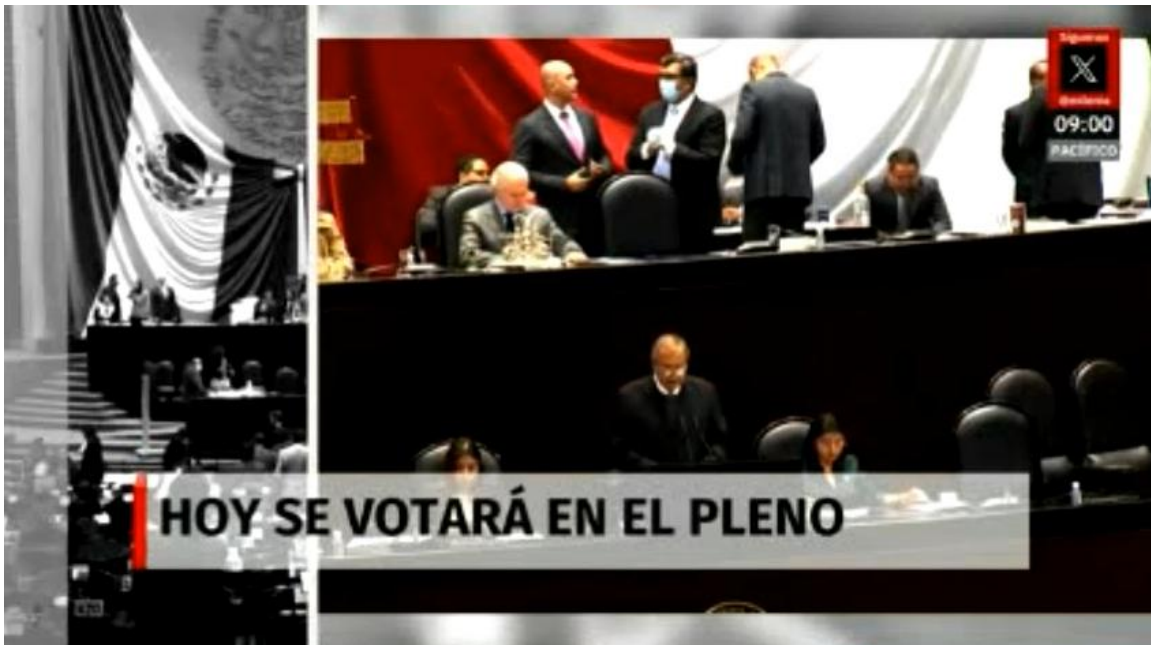 Síguenos
X
@milenio
09:00
PACÍFICO
HOY SE VOTARÁ EN EL PLENO